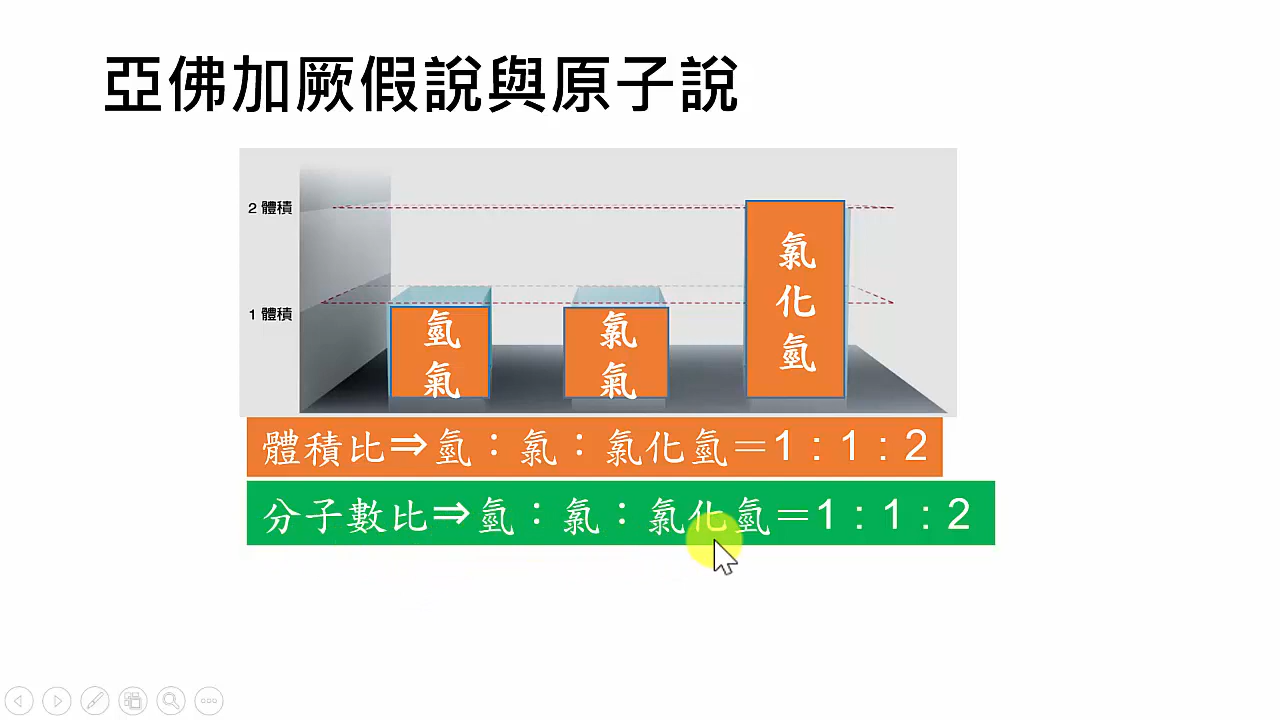 亞佛加厥假說與原子說
2 體積
1 體積
氫氣
氯氣
氯化氫
體積比⇒氫：氯：氯化氫＝1：1：2
分子數比⇒氫：氯：氯化氫＝1：1：2